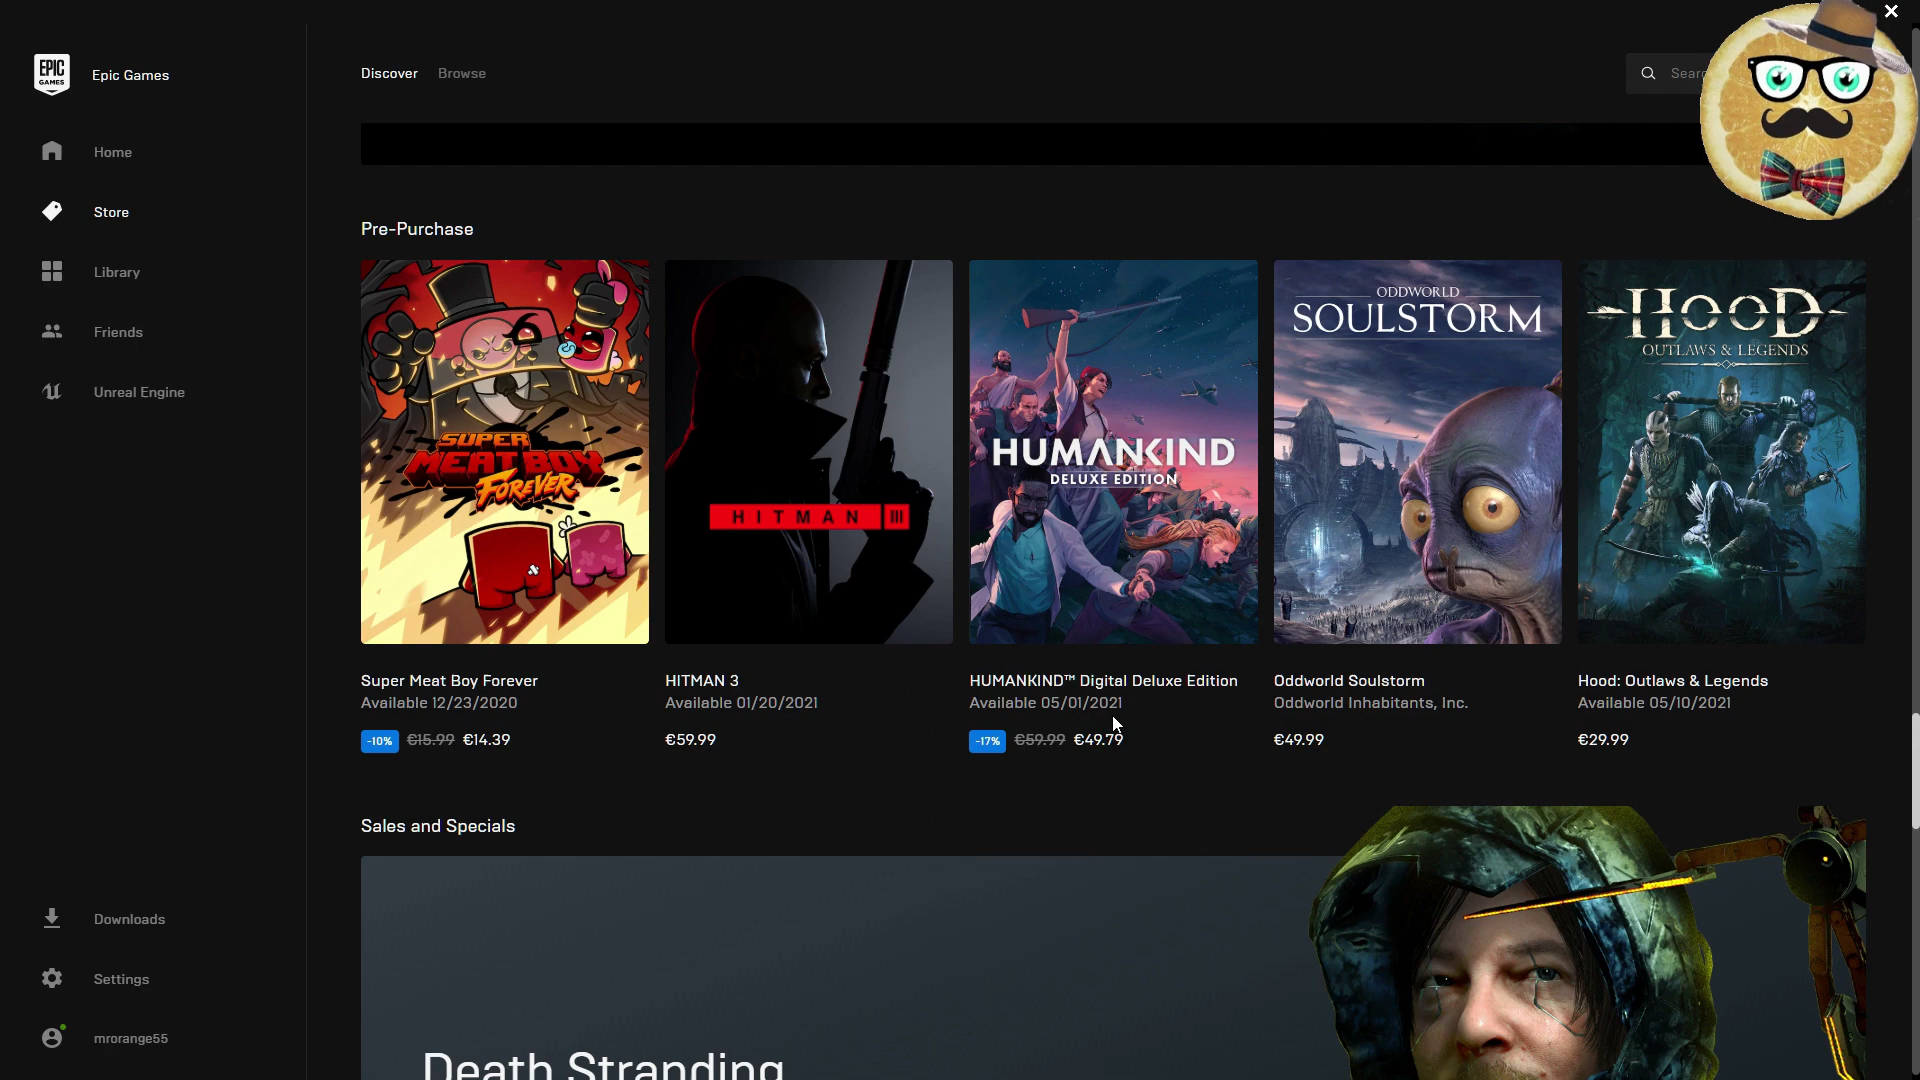 EPIC
GAMES
Epic Games
Home
Store
Library
Friends
Unreal Engine
Downloads
Settings
mrorange55
Discover
Browse
Pre-Purchase
SUPER
MEAT BOY
FOREVER
Super Meat Boy Forever
Available 12/23/2020
-10% €15.99 €14.39
HITMAN III
HITMAN 3
Available 01/20/2021
€59.99
HUMANKIND™
DELUXE EDITION
HUMANKIND™ Digital Deluxe Edition
Available 05/01/2021
-17% €59.99 €49.79
ODDWORLD
SOULSTORM
Oddworld Soulstorm
Oddworld Inhabitants, Inc.
€49.99
HOOD
OUTLAWS & LEGENDS
Hood: Outlaws & Legends
Available 05/10/2021
€29.99
Sales and Specials
Death Stranding